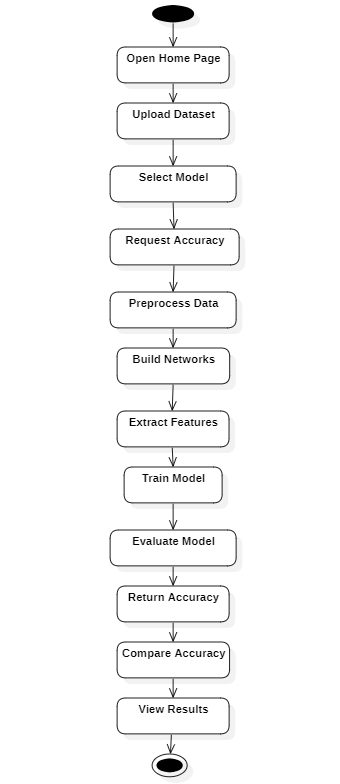 Open Home Page
Upload Dataset
Select Model
Request Accuracy
Preprocess Data
Build Networks
Extract Features
Train Model
Evaluate Model
Return Accuracy
Compare Accuracy
View Results